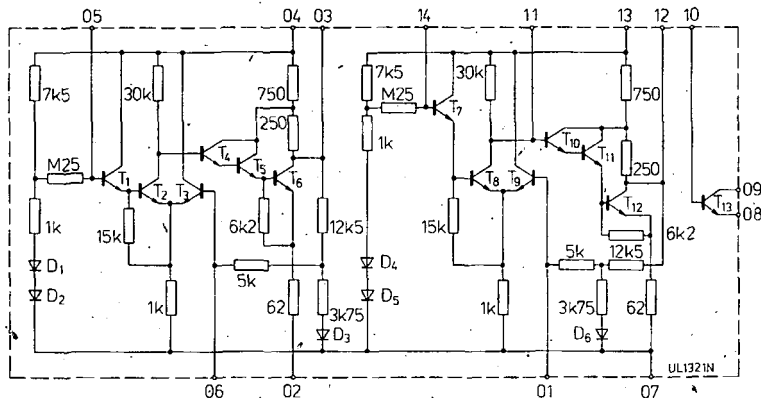 05 04 03 14 11 13 12 10
7k5 30k 750 7k5 30k 750
M25 T1 T2 T3 T4 T5 250 T6 M25 T7 1k T8 T9 T10 T11 250 T12 T13 09
08
1k 15k 6k2 12k5 15k 6k2
D1 5k D4 5k 12k5
D2 1k 62 3k75 D5 1k 3k75 62
D3 D6
UL1321N
06 02 01 07